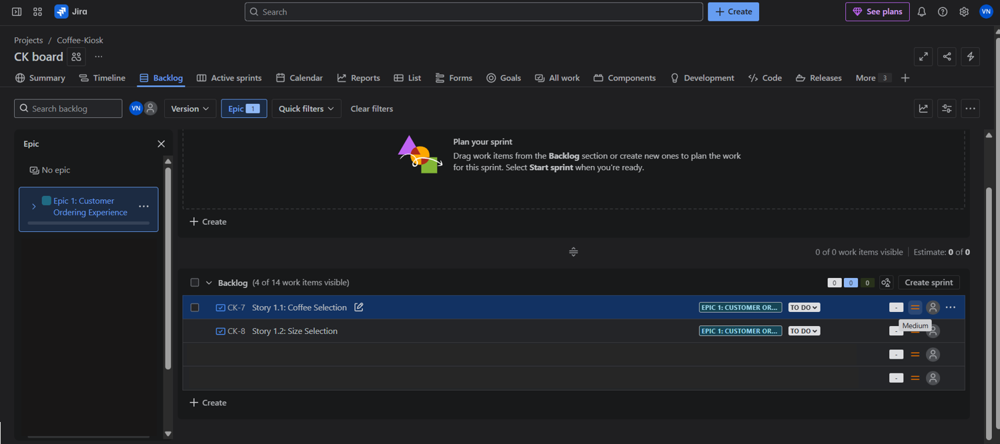 Jira
Search
+ Create
See plans
VN
Projects / Coffee-Kiosk
CK board
Summary
Timeline
Backlog
Active sprints
Calendar
Reports
List
Forms
Goals
All work
Components
Development
Code
Releases
More 3
Search backlog
VN
Version
Epic 1
Quick filters
Clear filters
Epic
No epic
Epic 1: Customer
Ordering Experience
Plan your sprint
Drag work items from the Backlog section or create new ones to plan the work
for this sprint. Select Start sprint when you're ready.
+ Create
0 of 0 work items visible
Estimate: 0 of 0
Backlog (4 of 14 work items visible)
0 0 0
Create sprint
CK-7 Story 1.1: Coffee Selection
EPIC 1: CUSTOMER OR...
TO DO
-
Medium
CK-8 Story 1.2: Size Selection
EPIC 1: CUSTOMER OR...
TO DO
-
-
-
+ Create